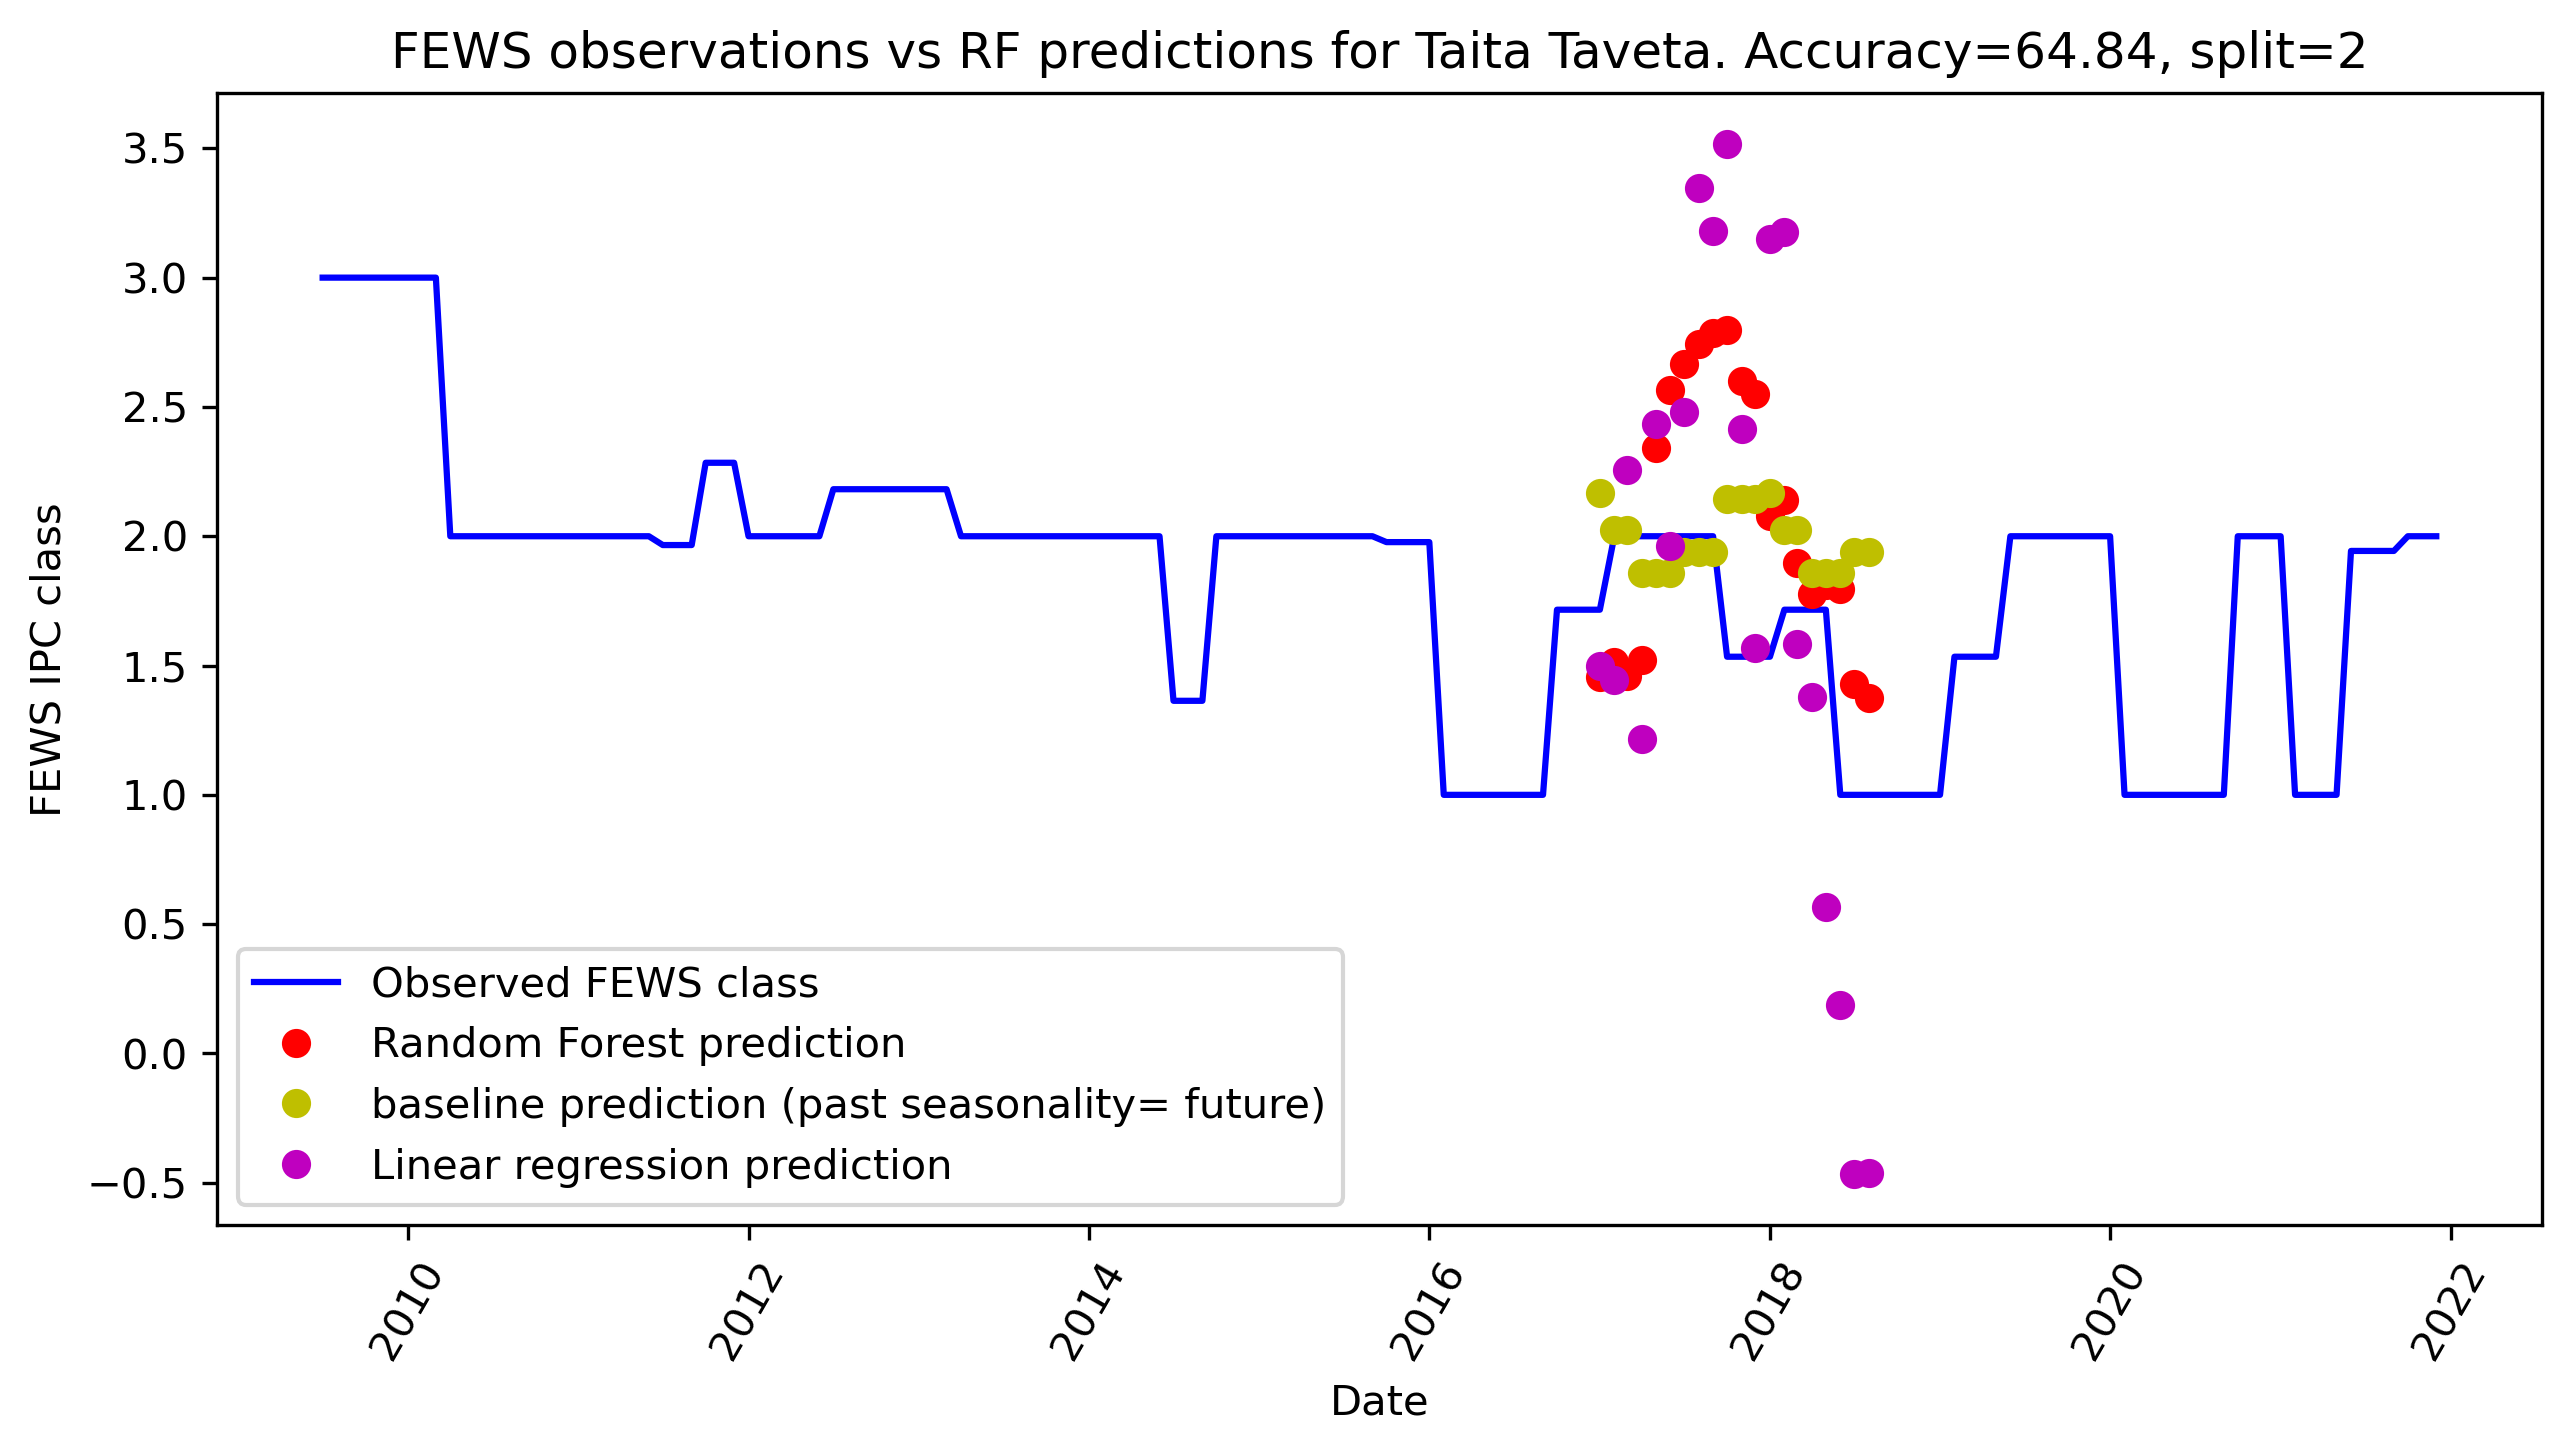 FEWS observations vs RF predictions for Taita Taveta. Accuracy=64.84, split=2
FEWS IPC class
3.5
3.0
2.5
2.0
1.5
1.0
0.5
0.0
−0.5
Observed FEWS class
Random Forest prediction
baseline prediction (past seasonality= future)
Linear regression prediction
2010
2012
2014
2016
2018
2020
2022
Date